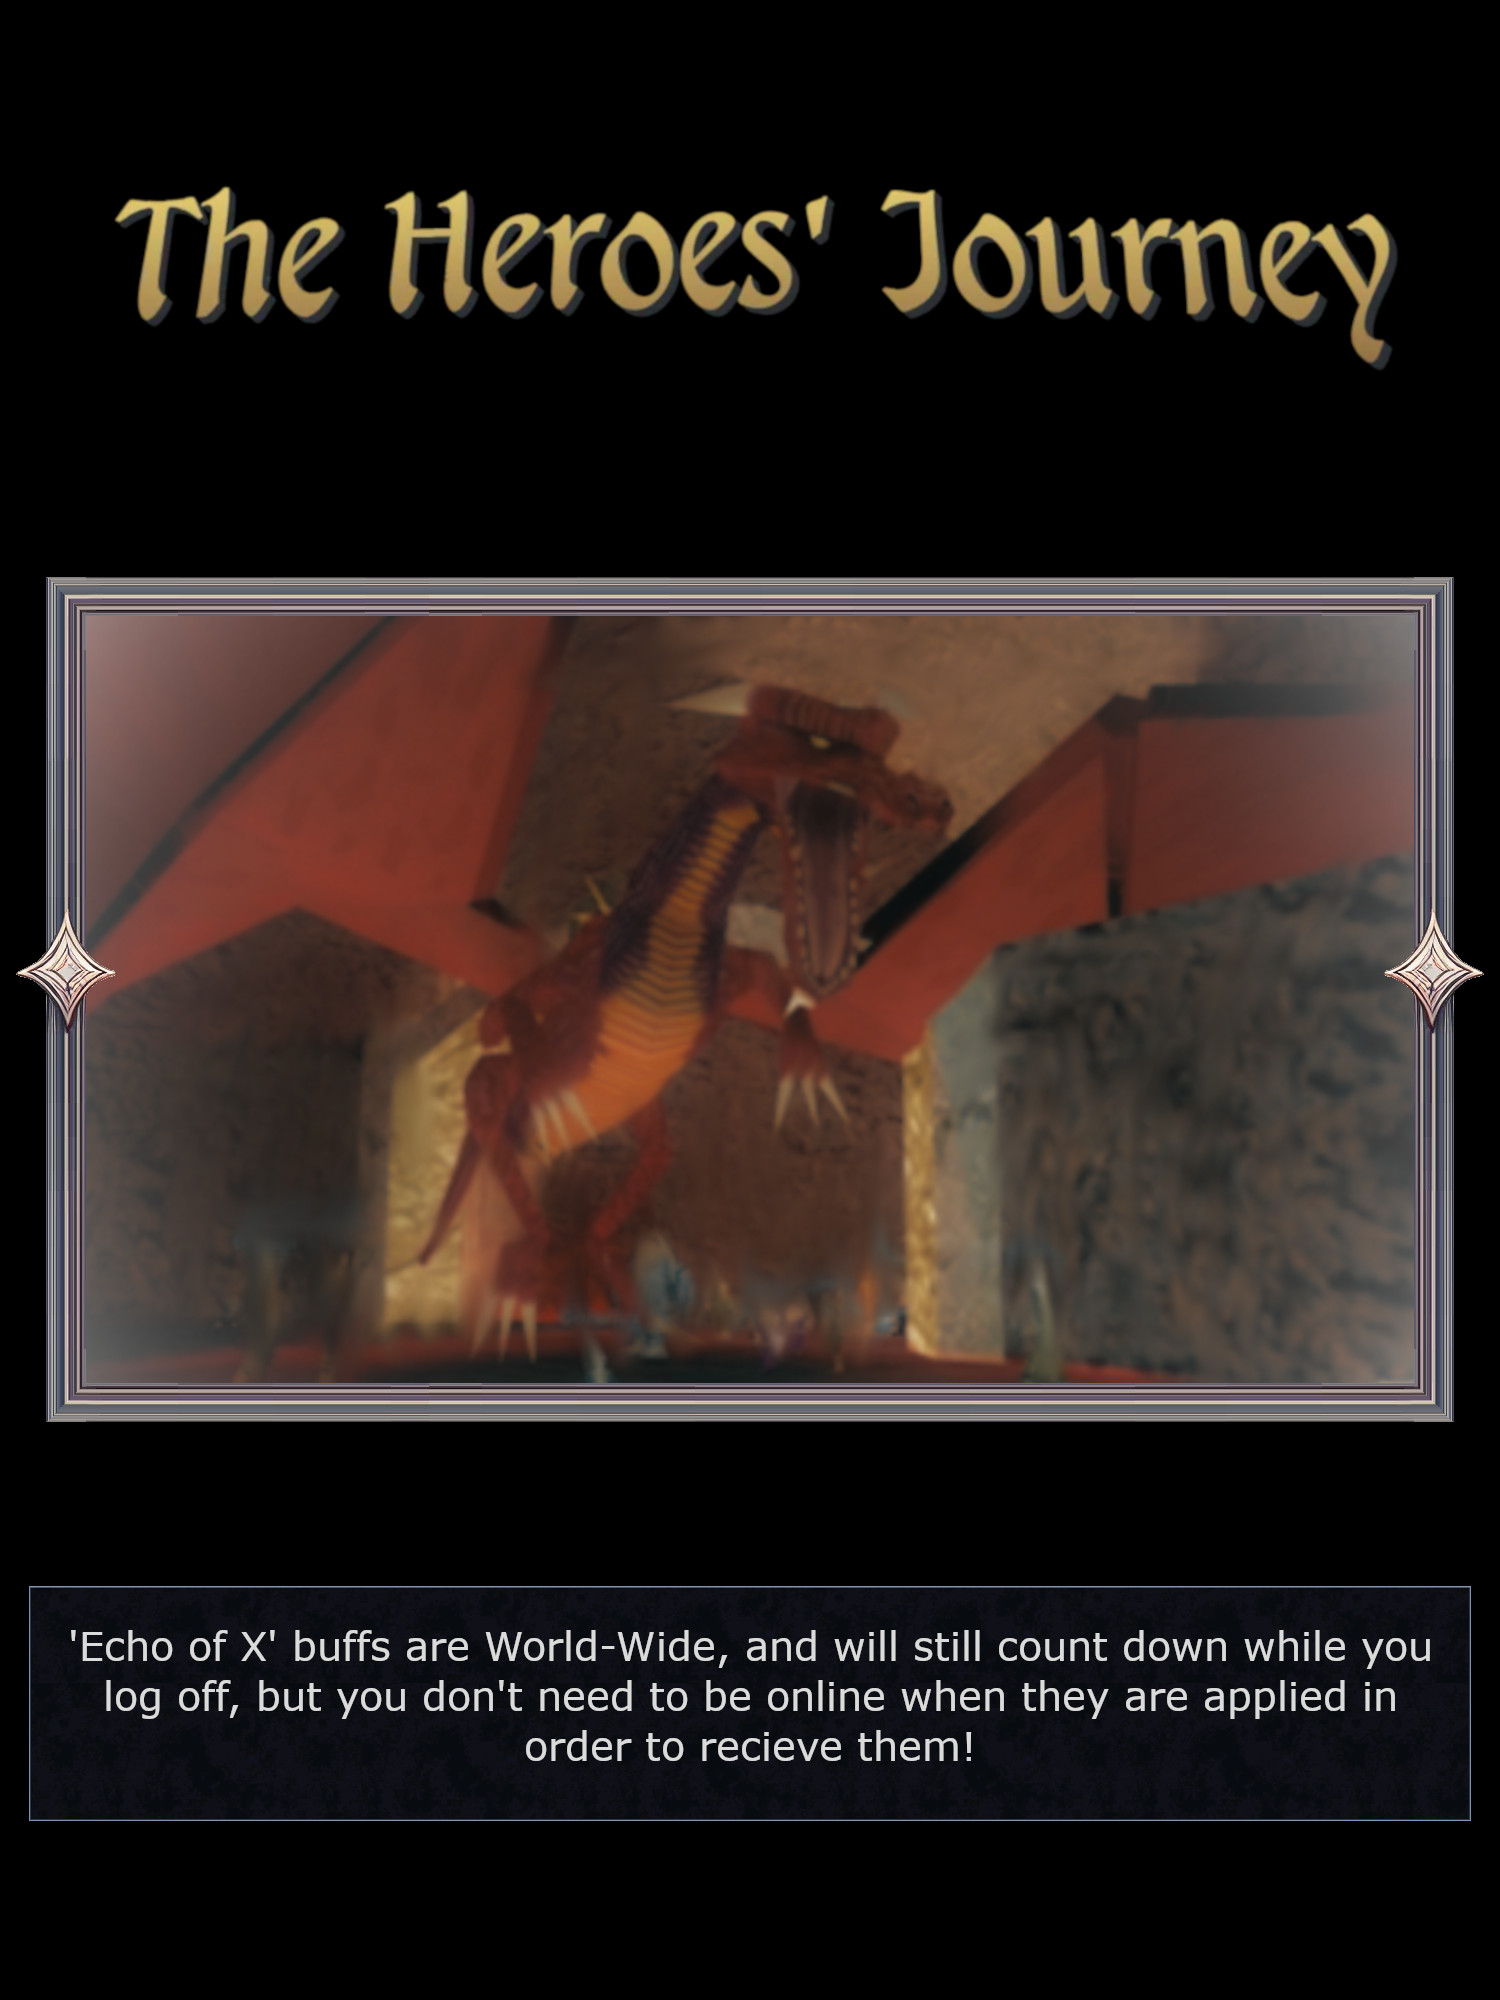 The Heroes' Journey
'Echo of X' buffs are World-Wide, and will still count down while you
log off, but you don't need to be online when they are applied in
order to recieve them!